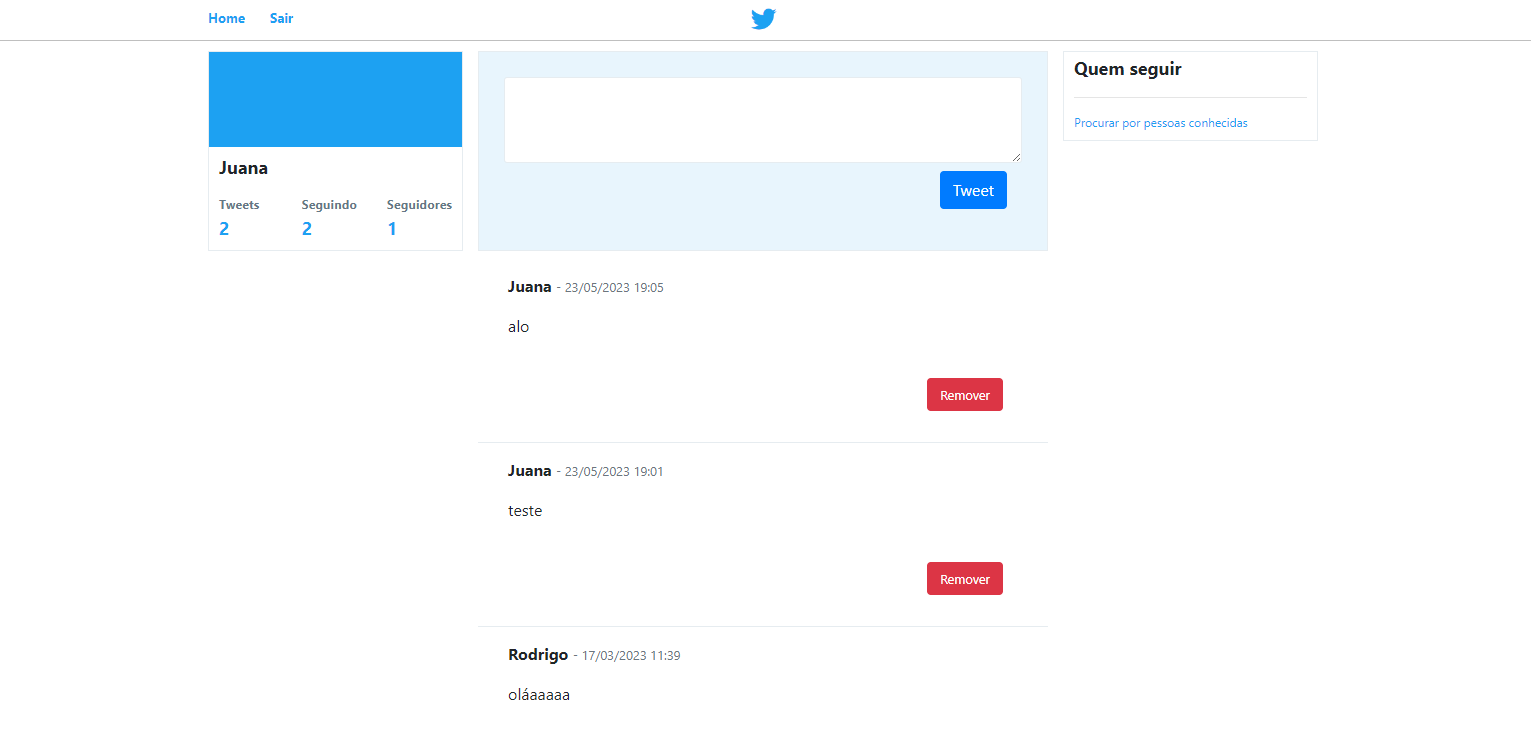 Home Sair
Juana
Tweets Seguindo Seguidores
2 2 1
Tweet
Juana - 23/05/2023 19:05
alo
Remover
Juana - 23/05/2023 19:01
teste
Remover
Rodrigo - 17/03/2023 11:39
oláaaaaa
Quem seguir
Procurar por pessoas conhecidas